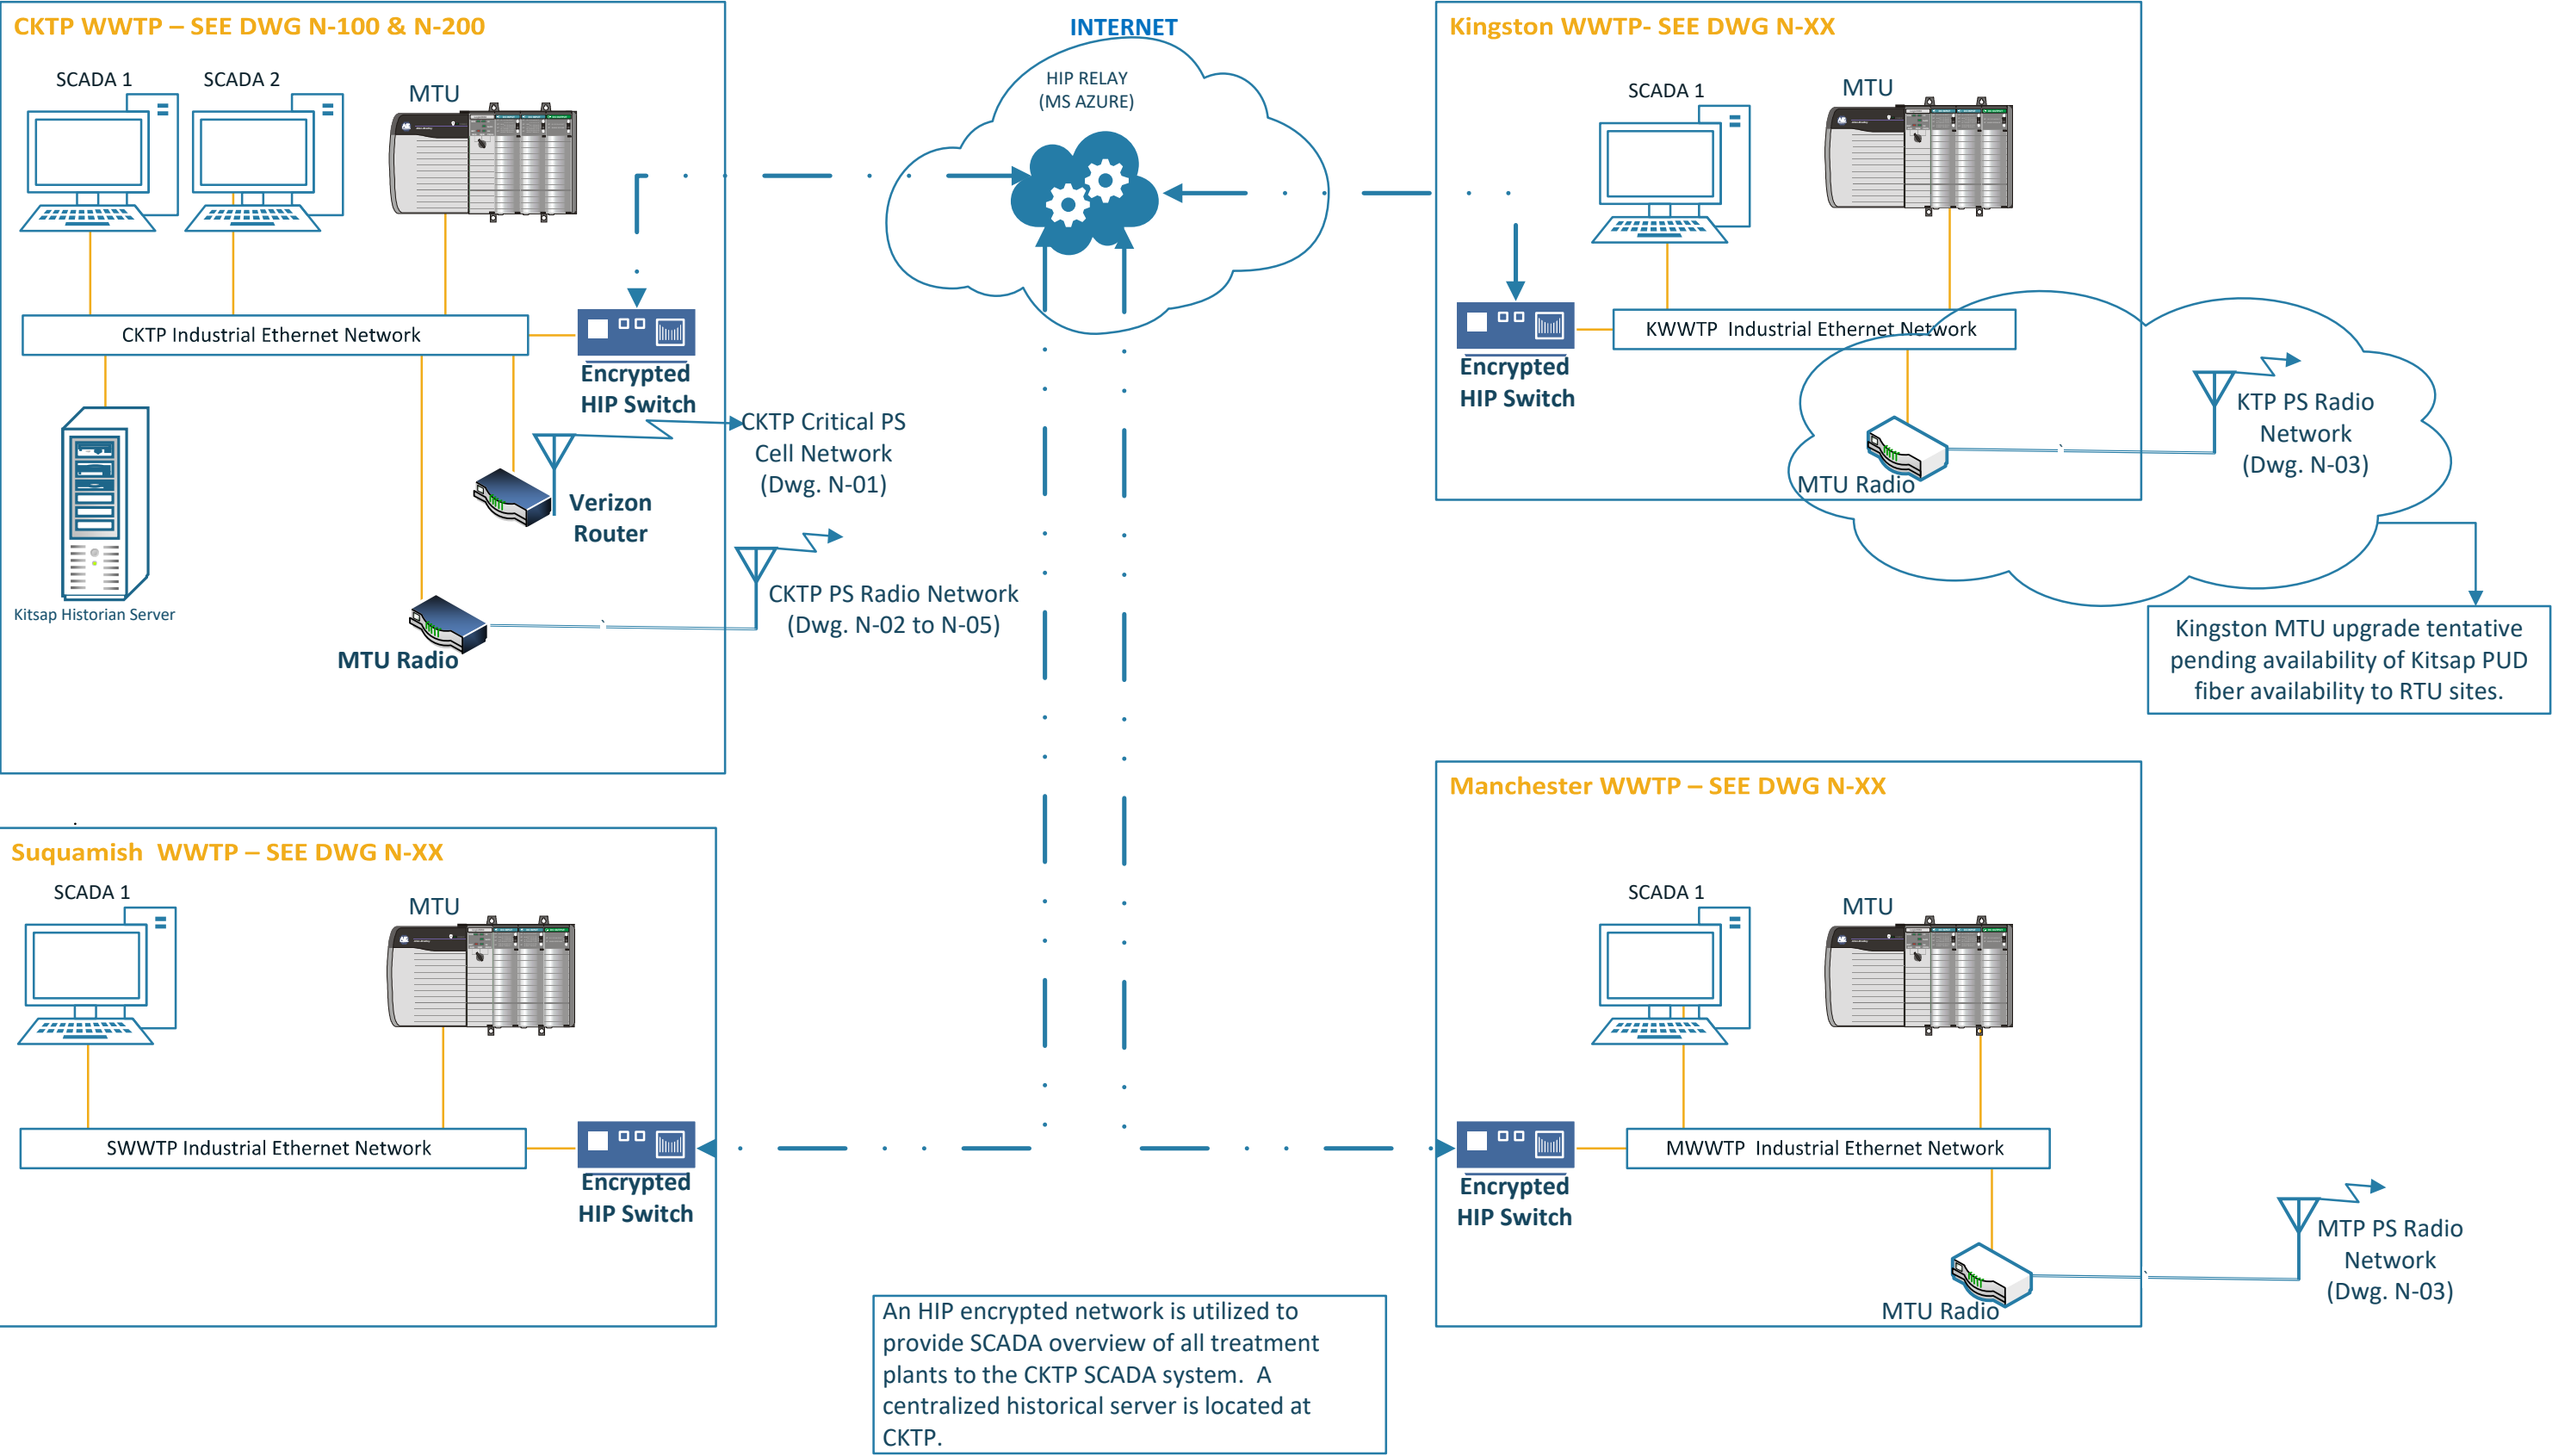 CKTP WWTP – SEE DWG N-100 & N-200
SCADA 1
SCADA 2
MTU
CKTP Industrial Ethernet Network
Encrypted
HIP Switch
Kitsap Historian Server
Verizon
Router
MTU Radio
CKTP Critical PS
Cell Network
(Dwg. N-01)
CKTP PS Radio Network
(Dwg. N-02 to N-05)
INTERNET
HIP RELAY
(MS AZURE)
Kingston WWTP- SEE DWG N-XX
SCADA 1
MTU
KWWTP  Industrial Ethernet Network
Encrypted
HIP Switch
MTU Radio
KTP PS Radio
Network
(Dwg. N-03)
Kingston MTU upgrade tentative
pending availability of Kitsap PUD
fiber availability to RTU sites.
Suquamish  WWTP – SEE DWG N-XX
SCADA 1
MTU
SWWTP Industrial Ethernet Network
Encrypted
HIP Switch
Manchester WWTP – SEE DWG N-XX
SCADA 1
MTU
MWWTP  Industrial Ethernet Network
Encrypted
HIP Switch
MTU Radio
MTP PS Radio
Network
(Dwg. N-03)
An HIP encrypted network is utilized to
provide SCADA overview of all treatment
plants to the CKTP SCADA system.  A
centralized historical server is located at
CKTP.